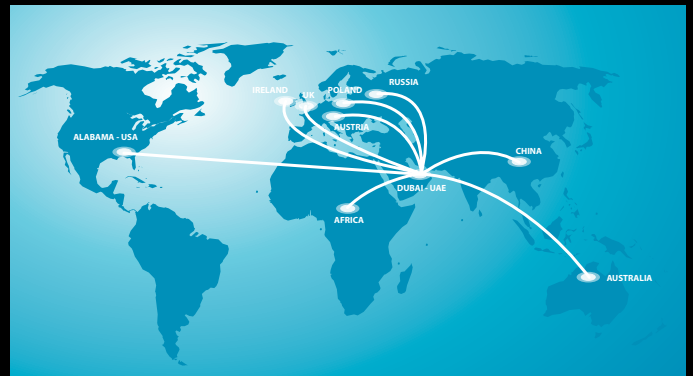 RUSSIA
IRELAND
UK
POLAND
AUSTRIA
ALABAMA - USA
CHINA
DUBAI - UAE
AFRICA
AUSTRALIA